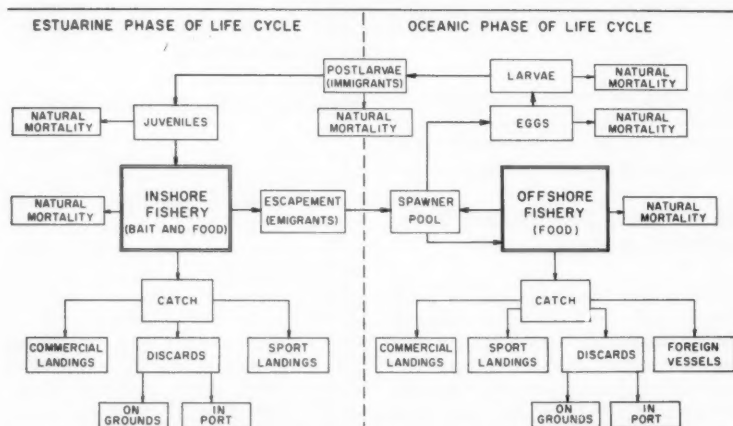 ESTUARINE PHASE OF LIFE CYCLE
OCEANIC PHASE OF LIFE CYCLE
POSTLARVAE
(IMMIGRANTS)
LARVAE
NATURAL
MORTALITY
NATURAL
MORTALITY
JUVENILES
NATURAL
MORTALITY
EGGS
NATURAL
MORTALITY
NATURAL
MORTALITY
INSHORE
FISHERY
(BAIT AND FOOD)
ESCAPEMENT
(EMIGRANTS)
SPAWNER
POOL
OFFSHORE
FISHERY
(FOOD)
NATURAL
MORTALITY
CATCH
CATCH
COMMERCIAL
LANDINGS
DISCARDS
SPORT
LANDINGS
COMMERCIAL
LANDINGS
SPORT
LANDINGS
DISCARDS
FOREIGN
VESSELS
ON
GROUNDS
IN
PORT
ON
GROUNDS
IN
PORT